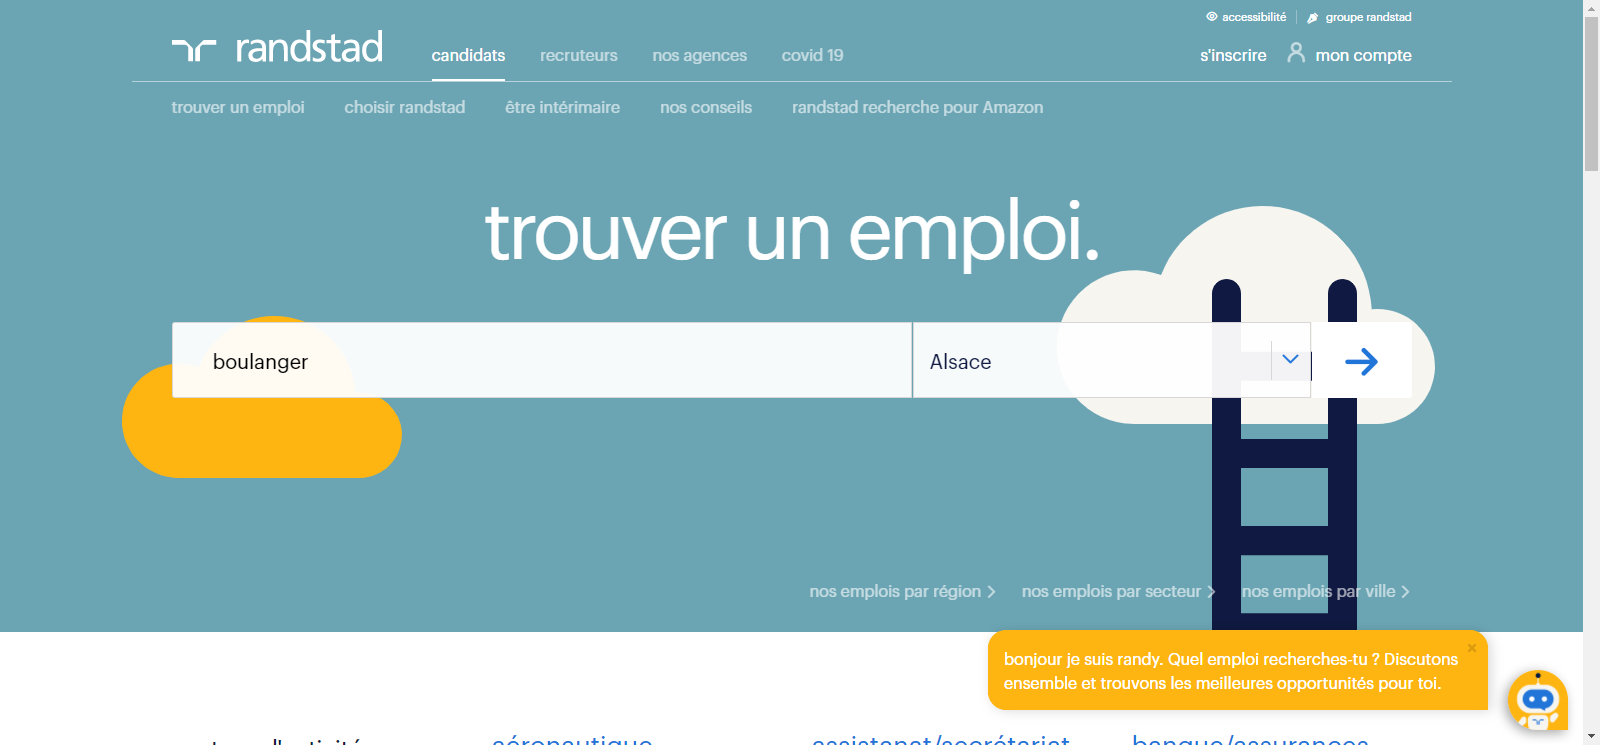 accessibilité
groupe randstad
randstad
candidats
recruteurs
nos agences
covid 19
s'inscrire
mon compte
trouver un emploi
choisir randstad
être intérimaire
nos conseils
randstad recherche pour Amazon
trouver un emploi.
boulanger
Alsace
nos emplois par région
nos emplois par secteur
nos emplois par ville
bonjour je suis randy. Quel emploi recherches-tu ? Discutons
ensemble et trouvons les meilleures opportunités pour toi.
aéronautique
assistanat/secrétariat
banque/assurances